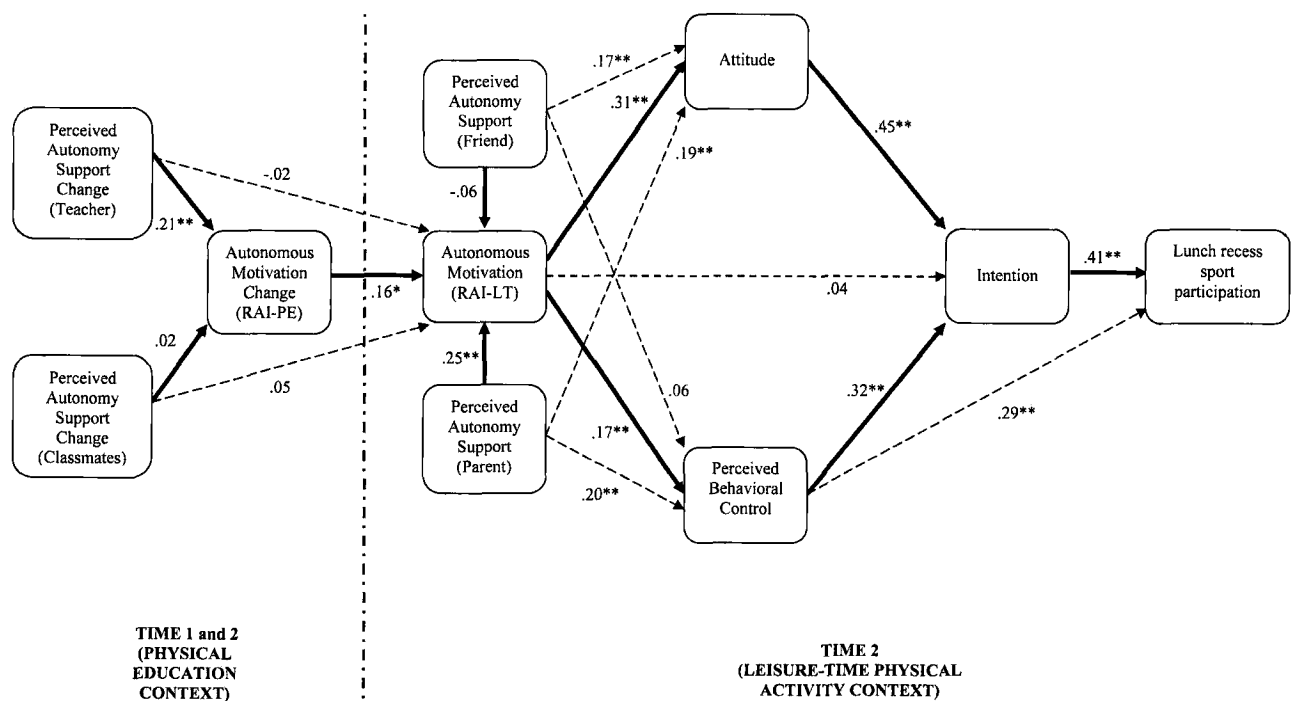 Perceived
Autonomy
Support
Change
(Teacher)
Perceived
Autonomy
Support
Change
(Classmates)
.21**
.02
-.02
.05
Autonomous
Motivation
Change
(RAI-PE)
.16*
Perceived
Autonomy
Support
(Friend)
-.06
Autonomous
Motivation
(RAI-LT)
.25**
Perceived
Autonomy
Support
(Parent)
.17**
.31**
.19**
.04
.06
.17**
.20**
Attitude
Perceived
Behavioral
Control
.45**
.32**
.29**
Intention
.41**
Lunch recess
sport
participation
TIME 1 and 2
(PHYSICAL
EDUCATION
CONTEXT)
TIME 2
(LEISURE-TIME PHYSICAL
ACTIVITY CONTEXT)